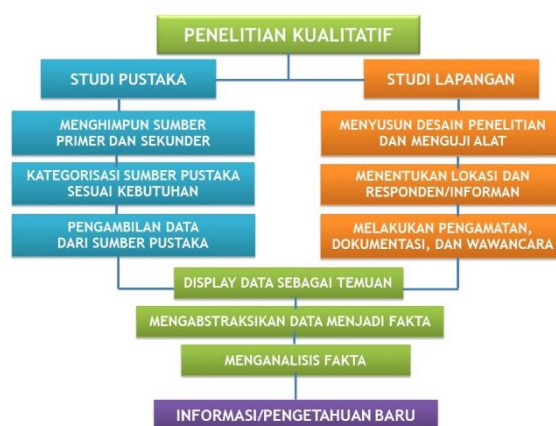 PENELITIAN KUALITATIF
STUDI PUSTAKA
STUDI LAPANGAN
MENGHIMPUN SUMBER
PRIMER DAN SEKUNDER
MENYUSUN DESAIN PENELITIAN
DAN MENGUJI ALAT
KATEGORISASI SUMBER PUSTAKA
SESUAI KEBUTUHAN
MENENTUKAN LOKASI DAN
RESPONDEN/INFORMAN
PENGAMBILAN DATA
DARI SUMBER PUSTAKA
MELAKUKAN PENGAMATAN,
DOKUMENTASI, DAN WAWANCARA
DISPLAY DATA SEBAGAI TEMUAN
MENGABSTRAKSIKAN DATA MENJADI FAKTA
MENGANALISIS FAKTA
INFORMASI/PENGETAHUAN BARU